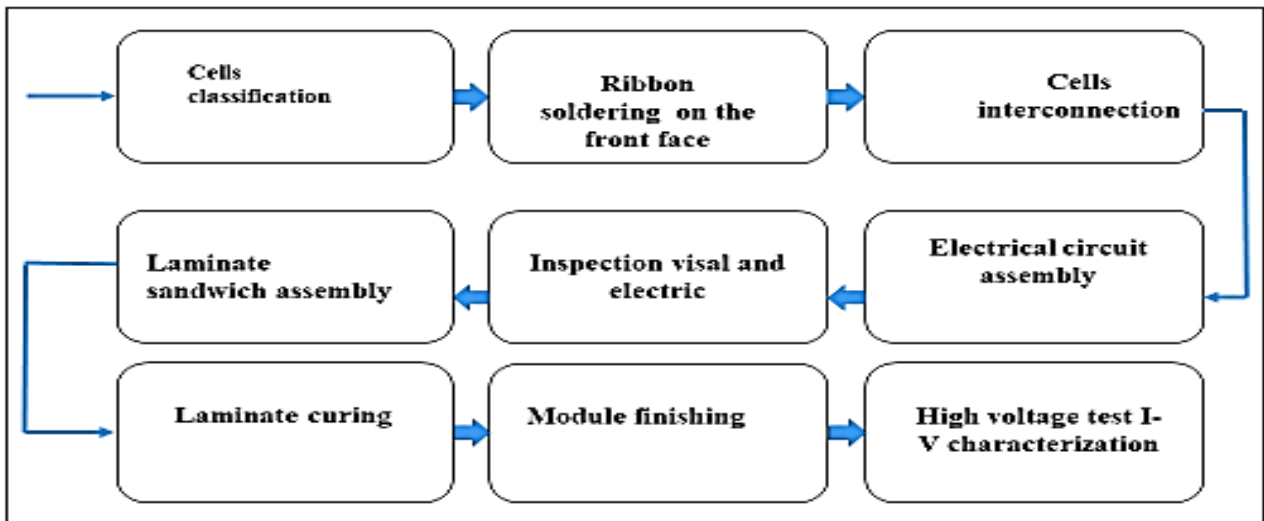 Cells
classification
Ribbon
soldering on the
front face
Cells
interconnection
Laminate
sandwich assembly
Inspection visal and
electric
Electrical circuit
assembly
Laminate curing
Module finishing
High voltage test I-
V characterization